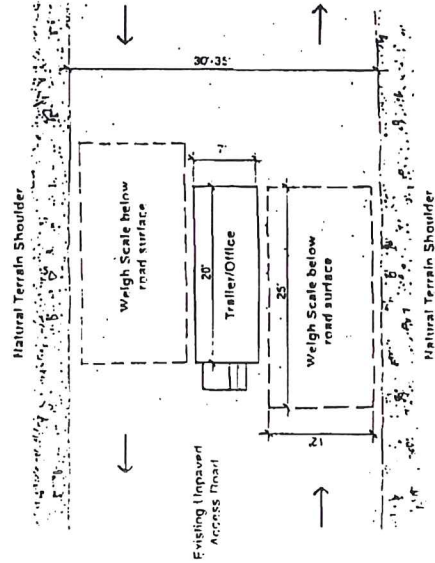 Natural Terrain Shoulder
Weigh Scale below
road surface
30'-35'
7'
20'
Trailer/Office
Existing Unpaved
Access Road
25'
Weigh Scale below
road surface
12'
Natural Terrain Shoulder